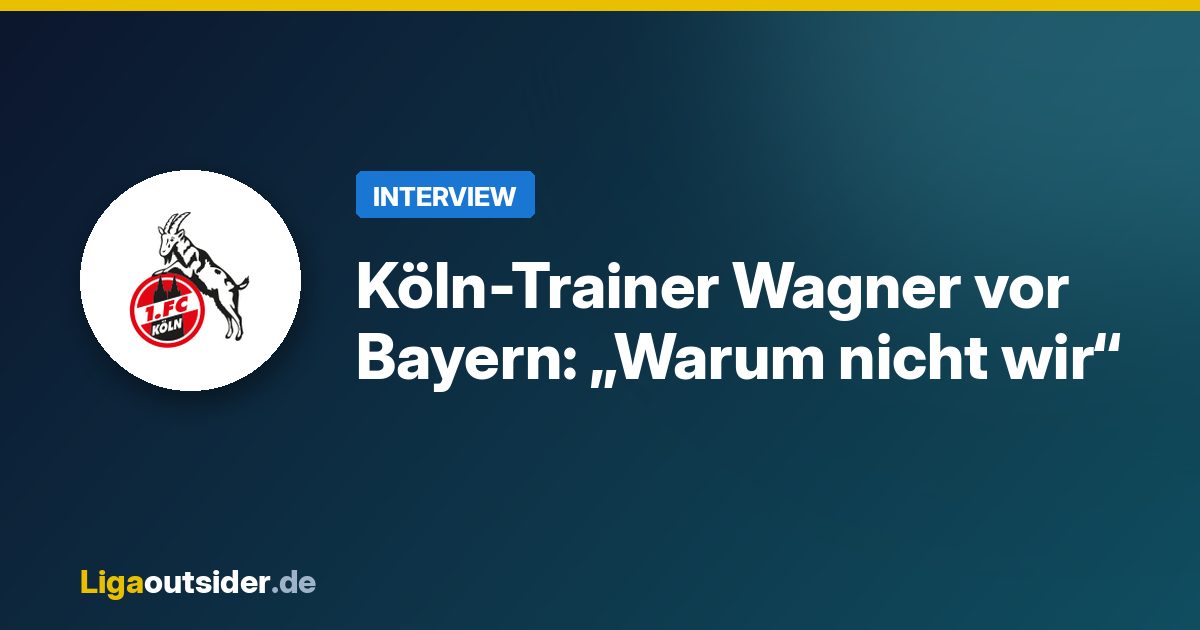 INTERVIEW
Köln-Trainer Wagner vor
Bayern: „Warum nicht wir“
1.FC
KÖLN
Ligaoutsider.de